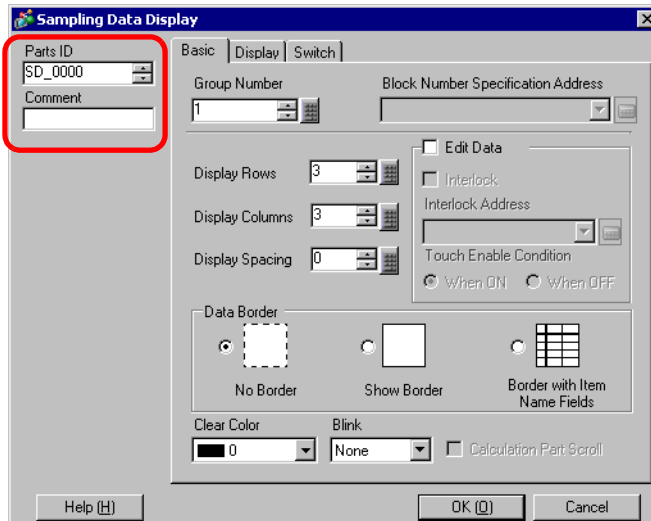 Sampling Data Display
Parts ID
SD_0000
Comment
Basic Display Switch
Group Number
1
Block Number Specification Address
Display Rows 3
Display Columns 3
Display Spacing 0
Edit Data
Interlock
Interlock Address
Touch Enable Condition
When ON When OFF
Data Border
No Border Show Border Border with Item
Name Fields
Clear Color Blink
0 None Calculation Part Scroll
Help (H) OK (O) Cancel